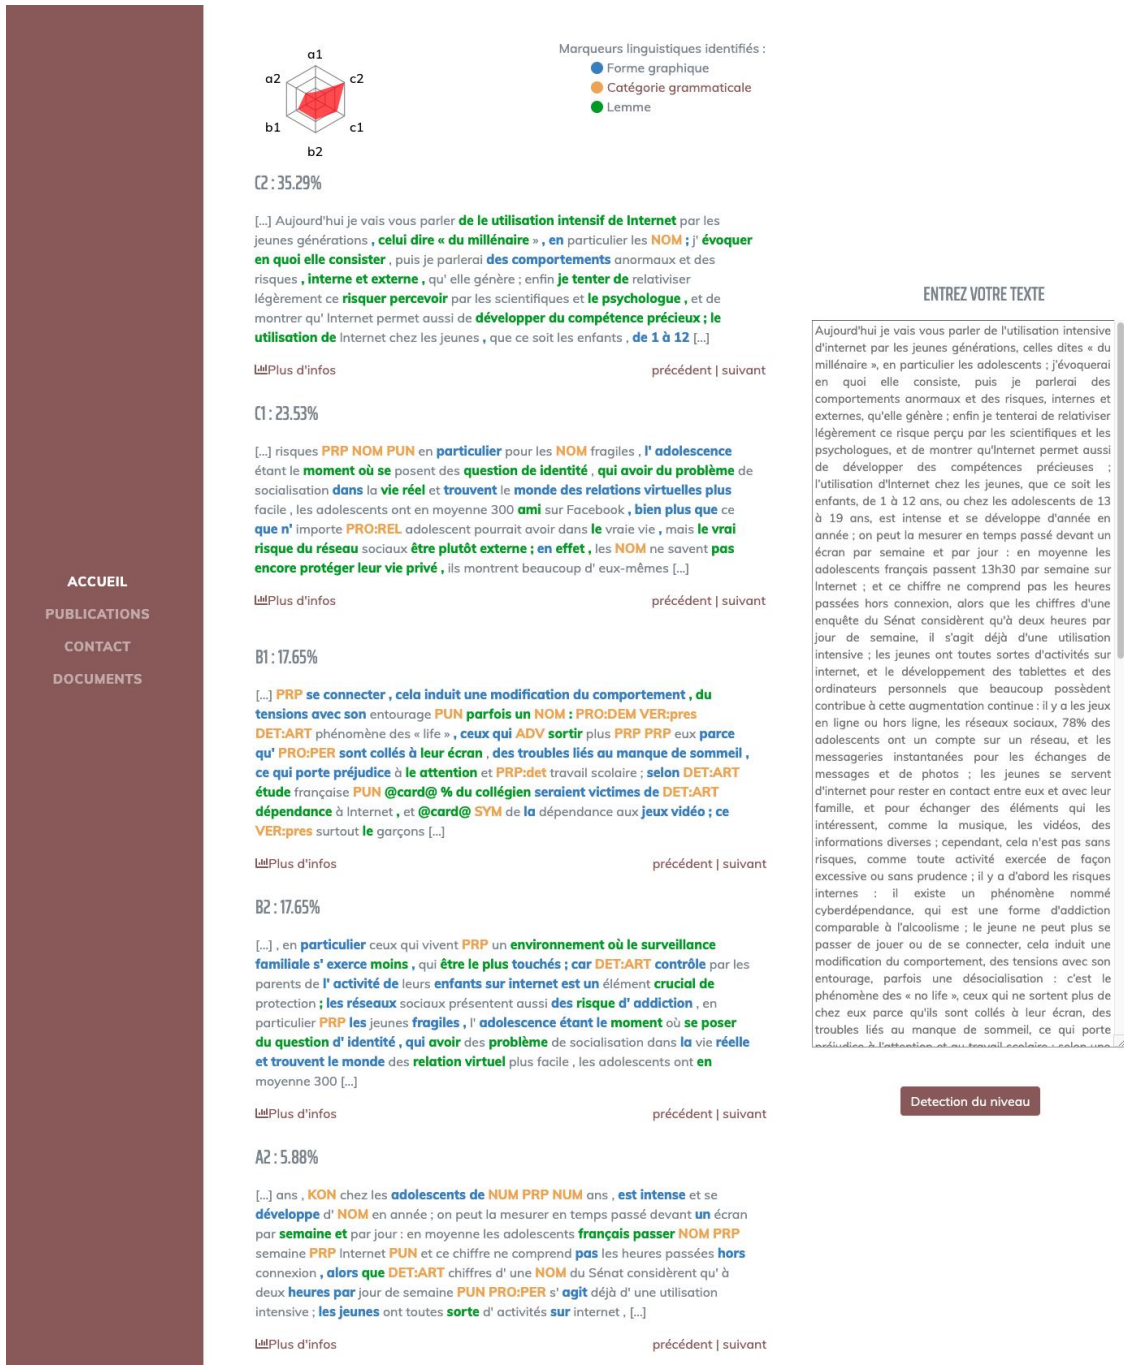 ACCUEIL
PUBLICATIONS
CONTACT
DOCUMENTS
a1
a2
c2
b1
c1
b2
Marqueurs linguistiques identifiés :
Forme graphique
Catégorie grammaticale
Lemme
C2 : 35.29%
[...] Aujourd'hui je vais vous parler de le utilisation intensif de Internet par les
jeunes générations , celui dire « du millénaire » , en particulier les NOM ; j' évoquer
en quoi elle consister , puis je parlerai des comportements anormaux et des
risques , interne et externe , qu' elle génère ; enfin je tenter de relativiser
légèrement ce risquer percevoir par les scientifiques et le psychologue , et de
montrer qu' Internet permet aussi de développer du compétence précieux ; le
utilisation de Internet chez les jeunes , que ce soit les enfants , de 1 à 12 [...]
Plus d'infos
précédent | suivant
C1 : 23.53%
[...] risques PRP NOM PUN en particulier pour les NOM fragiles , l' adolescence
étant le moment où se posent des question de identité , qui avoir du problème de
socialisation dans la vie réel et trouvent le monde des relations virtuelles plus
facile , les adolescents ont en moyenne 300 ami sur Facebook , bien plus que ce
que n' importe PRO:REL adolescent pourrait avoir dans le vraie vie , mais le vrai
risque du réseau sociaux être plutôt externe ; en effet , les NOM ne savent pas
encore protéger leur vie privé , ils montrent beaucoup d' eux-mêmes [...]
Plus d'infos
précédent | suivant
B1 : 17.65%
[...] PRP se connecter , cela induit une modification du comportement , du
tensions avec son entourage PUN parfois un NOM : PRO:DEM VER:pres
DET:ART phénomène des « life » , ceux qui ADV sortir plus PRP PRP eux parce
qu' PRO:PER sont collés à leur écran , des troubles liés au manque de sommeil ,
ce qui porte préjudice à le attention et PRP:det travail scolaire ; selon DET:ART
étude française PUN @card@ % du collégien seraient victimes de DET:ART
dépendance à Internet , et @card@ SYM de la dépendance aux jeux vidéo ; ce
VER:pres surtout le garçons [...]
Plus d'infos
précédent | suivant
B2 : 17.65%
[...] , en particulier ceux qui vivent PRP un environnement où le surveillance
familiale s' exerce moins , qui être le plus touchés ; car DET:ART contrôle par les
parents de l' activité de leurs enfants sur internet est un élément crucial de
protection ; les réseaux sociaux présentent aussi des risque d' addiction , en
particulier PRP les jeunes fragiles , l' adolescence étant le moment où se poser
du question d' identité , qui avoir des problème de socialisation dans la vie réelle
et trouvent le monde des relation virtuel plus facile , les adolescents ont en
moyenne 300 [...]
Plus d'infos
précédent | suivant
A2 : 5.88%
[...] ans , KON chez les adolescents de NUM PRP NUM ans , est intense et se
développe d' NOM en année ; on peut la mesurer en temps passé devant un écran
par semaine et par jour : en moyenne les adolescents français passer NOM PRP
semaine PRP Internet PUN et ce chiffre ne comprend pas les heures passées hors
connexion , alors que DET:ART chiffres d' une NOM du Sénat considèrent qu' à
deux heures par jour de semaine PUN PRO:PER s' agit déjà d' une utilisation
intensive ; les jeunes ont toutes sorte d' activités sur internet , [...]
Plus d'infos
précédent | suivant
ENTREZ VOTRE TEXTE
Aujourd'hui je vais vous parler de l'utilisation intensive
d'internet par les jeunes générations, celles dites « du
millénaire », en particulier les adolescents ; j'évoquerai
en quoi elle consiste, puis je parlerai des
comportements anormaux et des risques, internes et
externes, qu'elle génère ; enfin je tenterai de relativiser
légèrement ce risque perçu par les scientifiques et les
psychologues, et de montrer qu'Internet permet aussi
de développer des compétences précieuses ;
l'utilisation d'Internet chez les jeunes, que ce soit les
enfants, de 1 à 12 ans, ou chez les adolescents de 13
à 19 ans, est intense et se développe d'année en
année ; on peut la mesurer en temps passé devant un
écran par semaine et par jour : en moyenne les
adolescents français passent 13h30 par semaine sur
Internet ; et ce chiffre ne comprend pas les heures
passées hors connexion, alors que les chiffres d'une
enquête du Sénat considèrent qu'à deux heures par
jour de semaine, il s'agit déjà d'une utilisation
intensive ; les jeunes ont toutes sortes d'activités sur
internet, et le développement des tablettes et des
ordinateurs personnels que beaucoup possèdent
contribue à cette augmentation continue : il y a les jeux
en ligne ou hors ligne, les réseaux sociaux, 78% des
adolescents ont un compte sur un réseau, et les
messageries instantanées pour les échanges de
messages et de photos ; les jeunes se servent
d'internet pour rester en contact entre eux et avec leur
famille, et pour échanger des éléments qui les
intéressent, comme la musique, les vidéos, des
informations diverses ; cependant, cela n'est pas sans
risques, comme toute activité exercée de façon
excessive ou sans prudence ; il y a d'abord les risques
internes : il existe un phénomène nommé
cyberdépendance, qui est une forme d'addiction
comparable à l'alcoolisme ; le jeune ne peut plus se
passer de jouer ou de se connecter, cela induit une
modification du comportement, des tensions avec son
entourage, parfois une désocialisation : c'est le
phénomène des « no life », ceux qui ne sortent plus de
chez eux parce qu'ils sont collés à leur écran, des
troubles liés au manque de sommeil, ce qui porte
préjudice à l'attention et au travail scolaire ; selon une
Detection du niveau